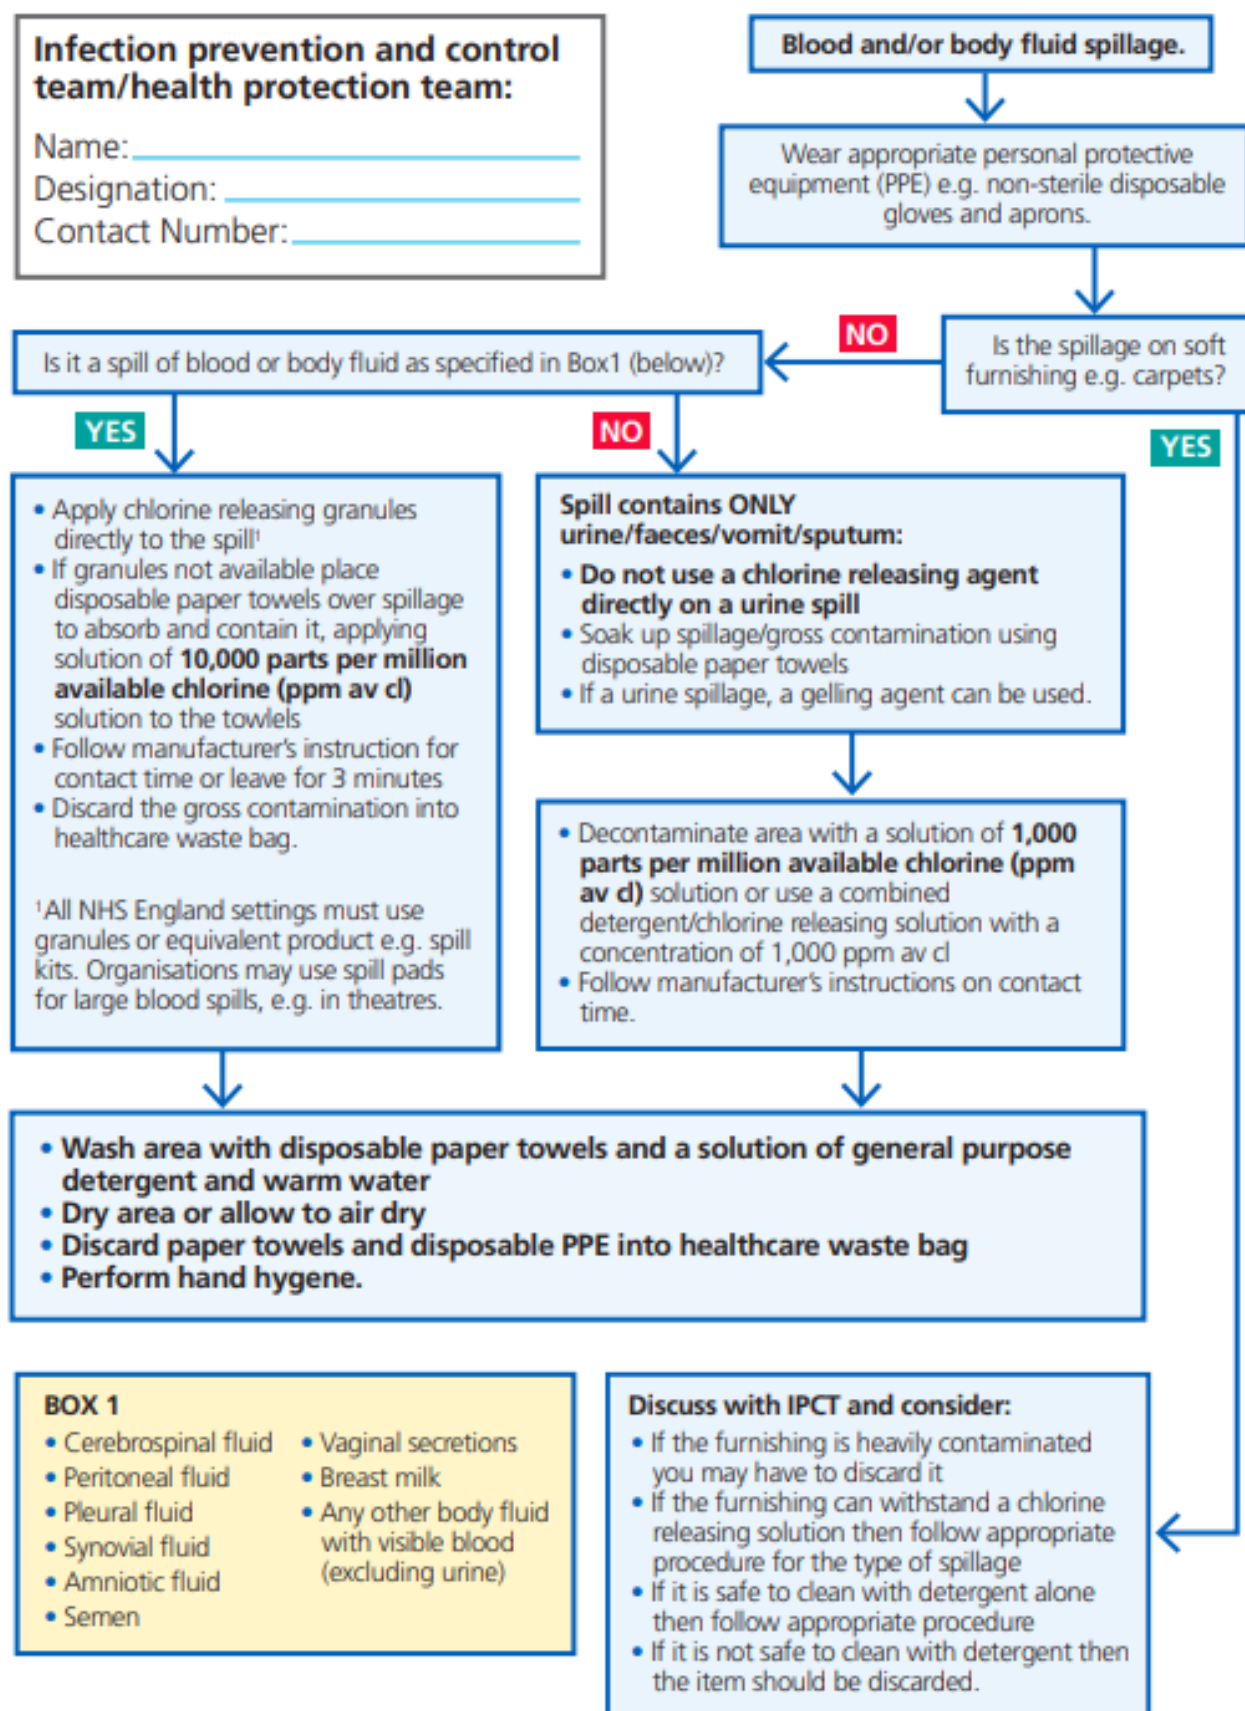 Infection prevention and control
team/health protection team:
Name:
Designation:
Contact Number:
Blood and/or body fluid spillage.
Wear appropriate personal protective
equipment (PPE) e.g. non-sterile disposable
gloves and aprons.
Is the spillage on soft
furnishing e.g. carpets?
NO
YES
Is it a spill of blood or body fluid as specified in Box1 (below)?
YES
NO
• Apply chlorine releasing granules
directly to the spill¹
• If granules not available place
disposable paper towels over spillage
to absorb and contain it, applying
solution of 10,000 parts per million
available chlorine (ppm av cl)
solution to the towlels
• Follow manufacturer's instruction for
contact time or leave for 3 minutes
• Discard the gross contamination into
healthcare waste bag.
¹All NHS England settings must use
granules or equivalent product e.g. spill
kits. Organisations may use spill pads
for large blood spills, e.g. in theatres.
Spill contains ONLY
urine/faeces/vomit/sputum:
• Do not use a chlorine releasing agent
directly on a urine spill
• Soak up spillage/gross contamination using
disposable paper towels
• If a urine spillage, a gelling agent can be used.
• Decontaminate area with a solution of 1,000
parts per million available chlorine (ppm
av cl) solution or use a combined
detergent/chlorine releasing solution with a
concentration of 1,000 ppm av cl
• Follow manufacturer's instructions on contact
time.
• Wash area with disposable paper towels and a solution of general purpose
detergent and warm water
• Dry area or allow to air dry
• Discard paper towels and disposable PPE into healthcare waste bag
• Perform hand hygene.
BOX 1
• Cerebrospinal fluid
• Peritoneal fluid
• Pleural fluid
• Synovial fluid
• Amniotic fluid
• Semen
• Vaginal secretions
• Breast milk
• Any other body fluid
with visible blood
(excluding urine)
Discuss with IPCT and consider:
• If the furnishing is heavily contaminated
you may have to discard it
• If the furnishing can withstand a chlorine
releasing solution then follow appropriate
procedure for the type of spillage
• If it is safe to clean with detergent alone
then follow appropriate procedure
• If it is not safe to clean with detergent then
the item should be discarded.